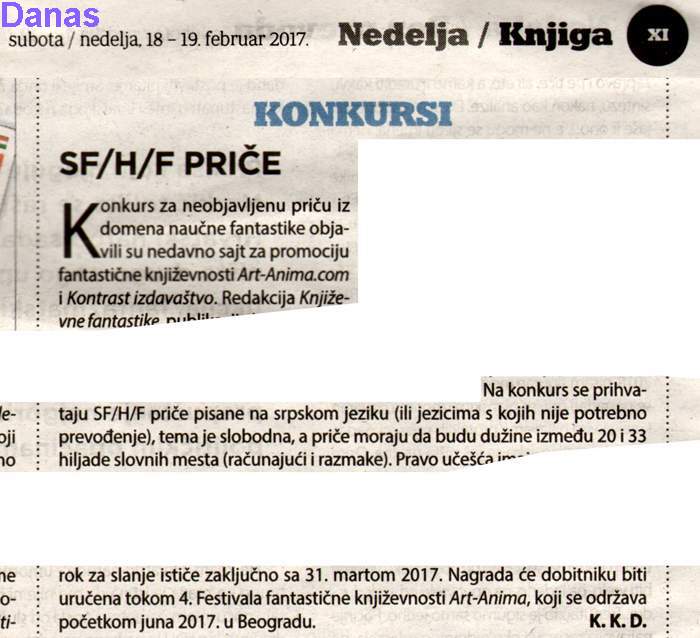 Danas
subota / nedelja, 18 – 19. februar 2017.
Nedelja / Knjiga
XI
KONKURSI
SF/H/F PRIČE
Konkurs za neobjavljenu priču iz
domena naučne fantastike obja-
vili su nedavno sajt za promociju
fantastične književnosti Art-Anima.com
i Kontrast izdavaštvo. Redakcija Književ-
vne fantastike
Na konkurs se prihva-
taju SF/H/F priče pisane na srpskom jeziku (ili jezicima s kojih nije potrebno
prevođenje), tema je slobodna, a priče moraju da budu dužine između 20 i 33
hiljade slovnih mesta (računajući i razmake). Pravo učešća
rok za slanje ističe zaključno sa 31. martom 2017. Nagrada će dobitniku biti
uručena tokom 4. Festivala fantastične književnosti Art-Anima, koji se održava
početkom juna 2017. u Beogradu.
K. K. D.